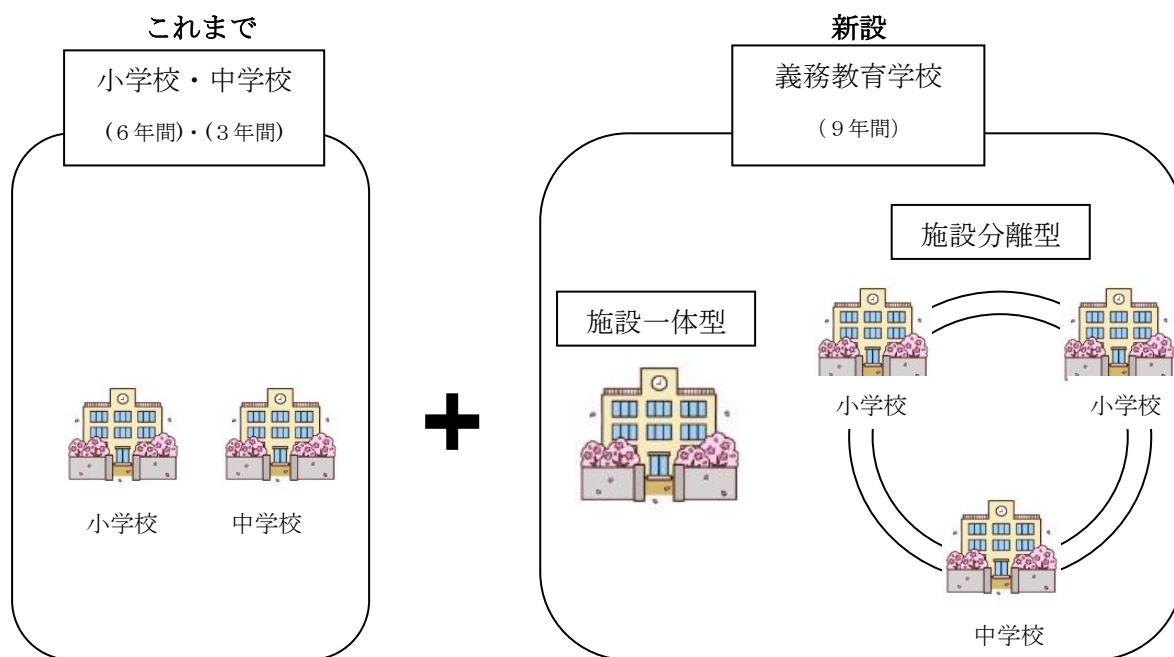 これまで
小学校・中学校
(6年間)・(3年間)
小学校
中学校
新設
義務教育学校
(9年間)
施設一体型
施設分離型
小学校
小学校
中学校